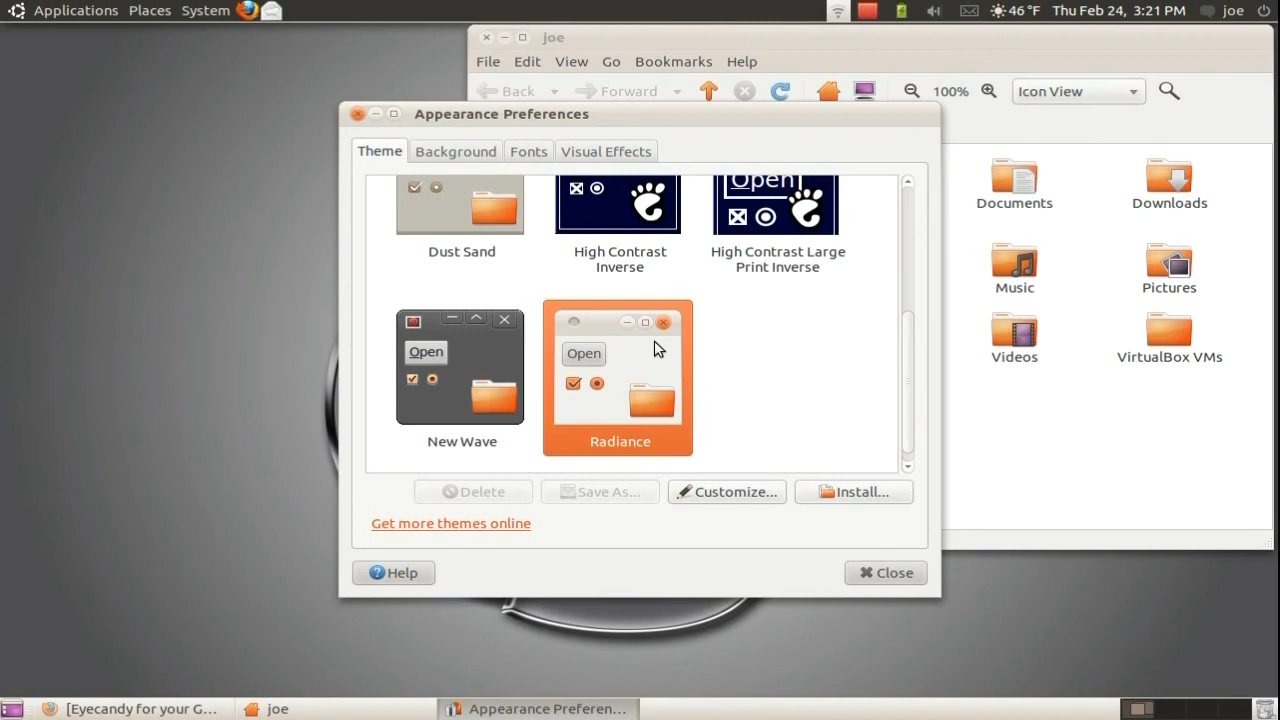 Applications Places System 46 °F Thu Feb 24, 3:21 PM joe
joe
File Edit View Go Bookmarks Help
Back Forward 100% Icon View
Appearance Preferences
Theme Background Fonts Visual Effects
Open
Dust Sand
High Contrast
Inverse
High Contrast Large
Print Inverse
Open
New Wave
Open
Radiance
Delete Save As... Customize... Install...
Get more themes online
Help Close
Documents Downloads
Music Pictures
Videos VirtualBox VMs
[Eyecandy for your G... joe Appearance Preferen...